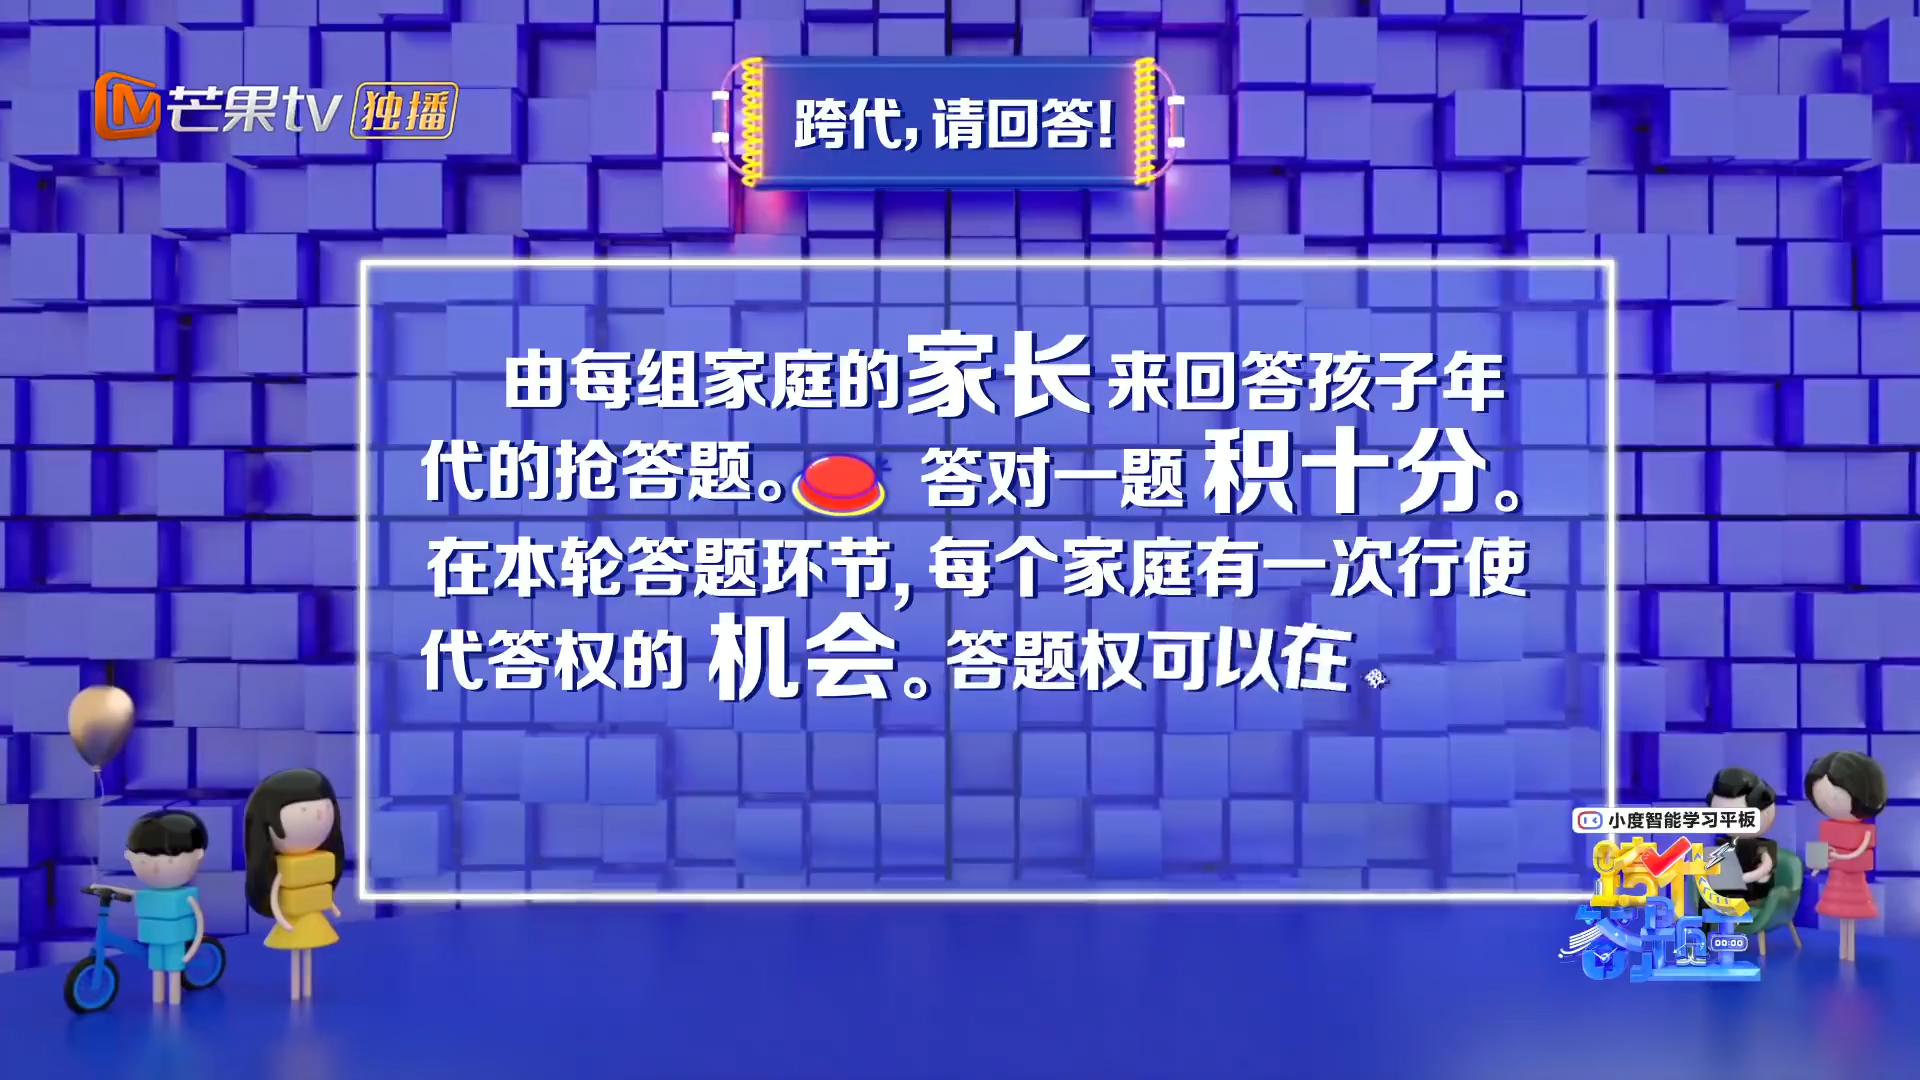 芒果tv 独播
跨代,请回答!
由每组家庭的家长来回答孩子年
代的抢答题。答对一题积十分。
在本轮答题环节,每个家庭有一次行使
代答权的机会。答题权可以在
小度智能学习平板
00:00